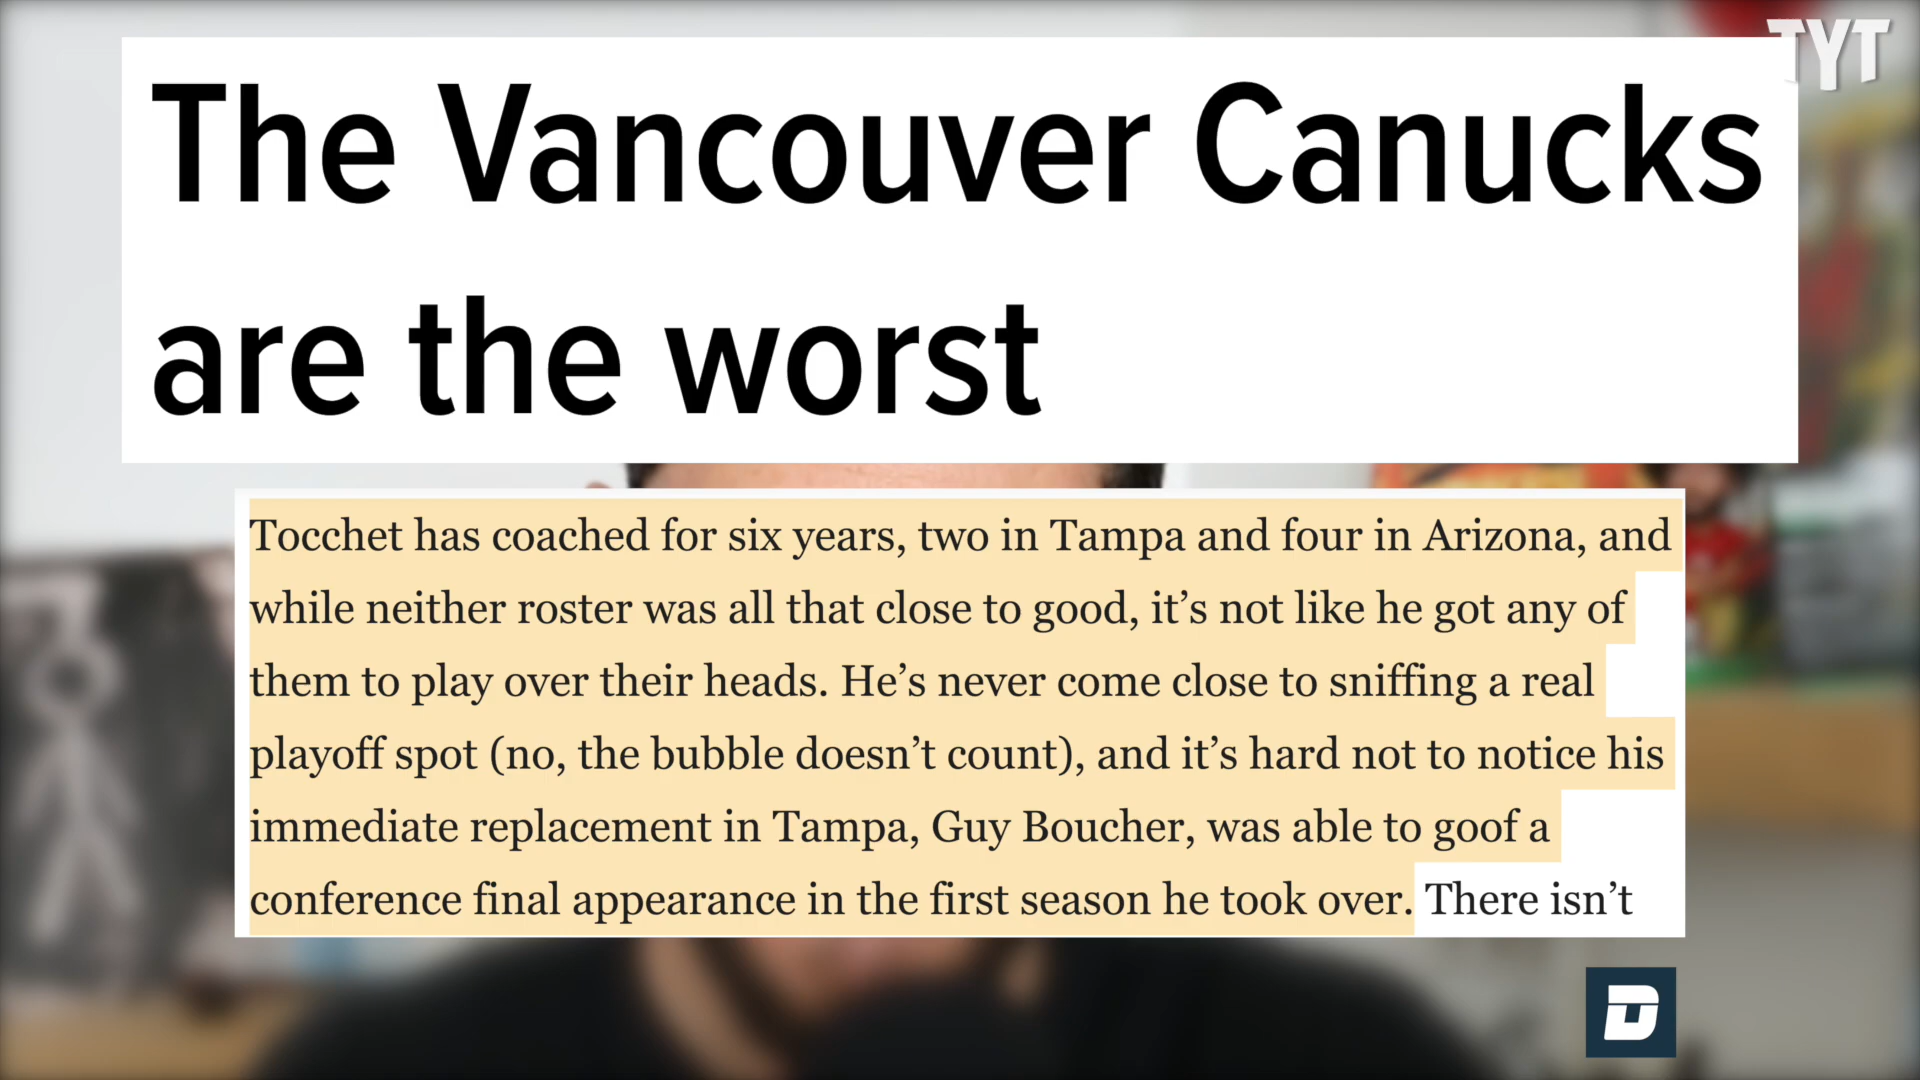 TYT
The Vancouver Canucks
are the worst
Tocchet has coached for six years, two in Tampa and four in Arizona, and
while neither roster was all that close to good, it’s not like he got any of
them to play over their heads. He’s never come close to sniffing a real
playoff spot (no, the bubble doesn’t count), and it’s hard not to notice his
immediate replacement in Tampa, Guy Boucher, was able to goof a
conference final appearance in the first season he took over. There isn’t
D